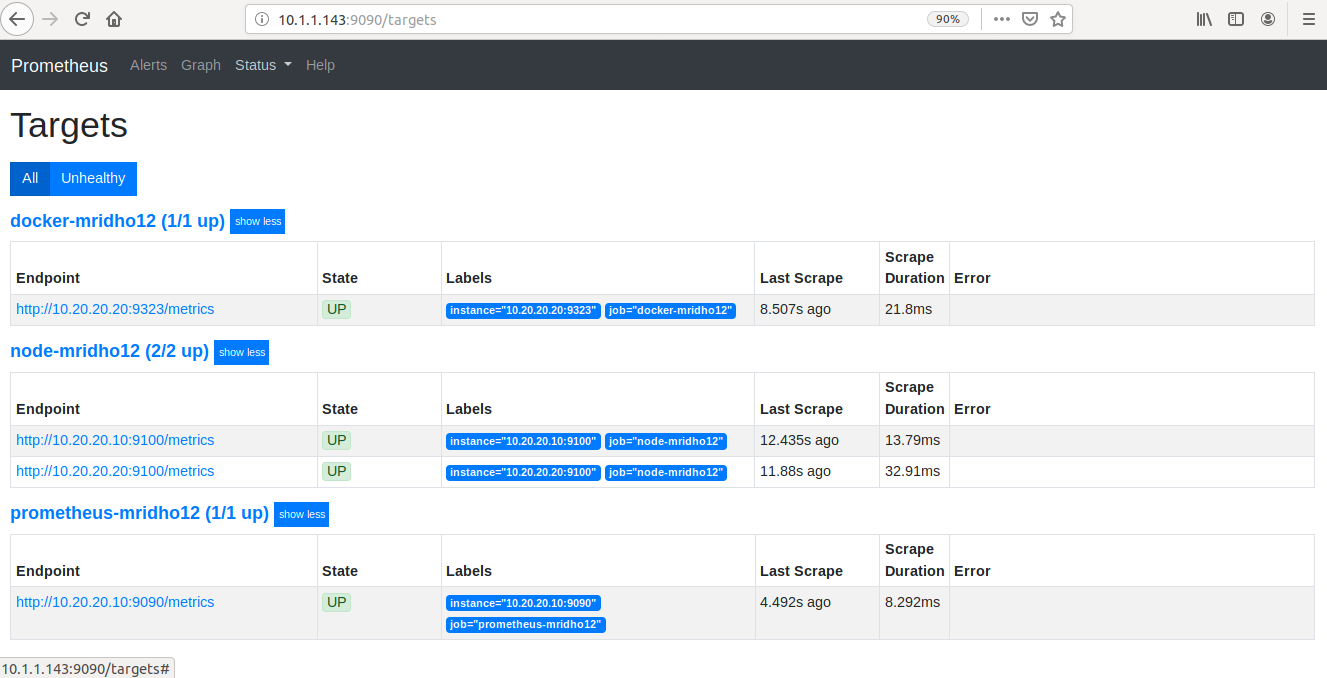 10.1.1.143:9090/targets 90%
Prometheus Alerts Graph Status Help
Targets
All Unhealthy
docker-mridho12 (1/1 up) show less
Endpoint State Labels Last Scrape Scrape Duration Error
http://10.20.20.20:9323/metrics UP instance="10.20.20.20:9323" job="docker-mridho12" 8.507s ago 21.8ms
node-mridho12 (2/2 up) show less
Endpoint State Labels Last Scrape Scrape Duration Error
http://10.20.20.10:9100/metrics UP instance="10.20.20.10:9100" job="node-mridho12" 12.435s ago 13.79ms
http://10.20.20.20:9100/metrics UP instance="10.20.20.20:9100" job="node-mridho12" 11.88s ago 32.91ms
prometheus-mridho12 (1/1 up) show less
Endpoint State Labels Last Scrape Scrape Duration Error
http://10.20.20.10:9090/metrics UP instance="10.20.20.10:9090" 4.492s ago 8.292ms
job="prometheus-mridho12"
10.1.1.143:9090/targets#